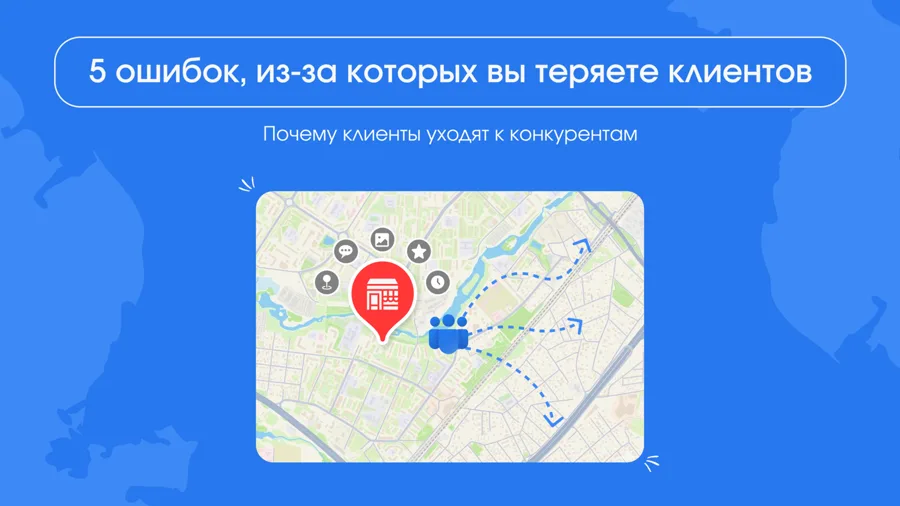 5 ошибок, из-за которых вы теряете клиентов
Почему клиенты уходят к конкурентам